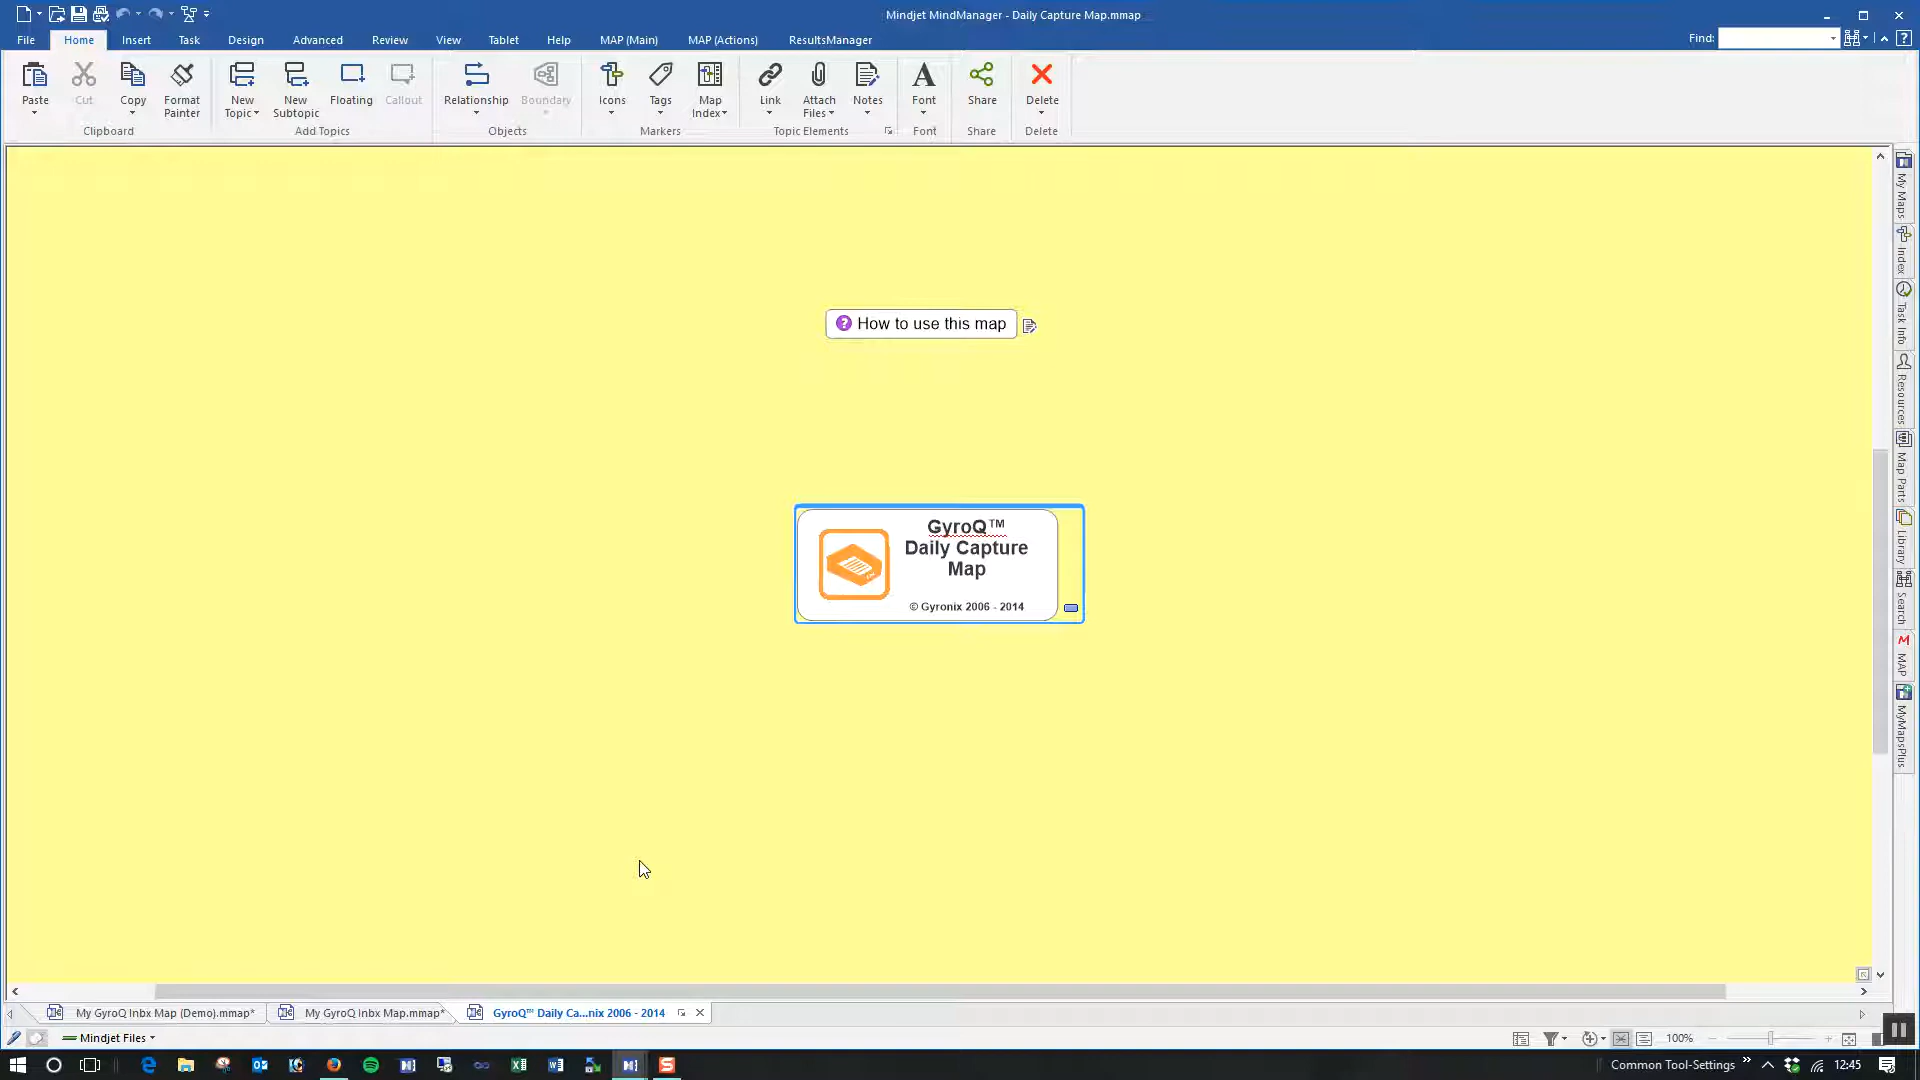 Mindjet MindManager - Daily Capture Map.mmap
File Home Insert Task Design Advanced Review View Tablet Help MAP (Main) MAP (Actions) ResultsManager Find:
Paste Cut Copy Format Painter
New Topic New Subtopic Floating Callout
Relationship Boundary
Icons Tags Map Index
Link Attach Files Notes
Font Share Delete
Clipboard Add Topics Objects Markers Topic Elements Font Share Delete
How to use this map
GyroQ™
Daily Capture
Map
© Gyronix 2006 - 2014
My Maps
Index
Task Info
Resources
Map Parts
Library
Search
MAP
MyMapsPlus
My GyroQ Inbx Map (Demo).mmap* My GyroQ Inbx Map.mmap* GyroQ™ Daily Ca...nix 2006 - 2014
Mindjet Files 100%
Common Tool-Settings 12:45